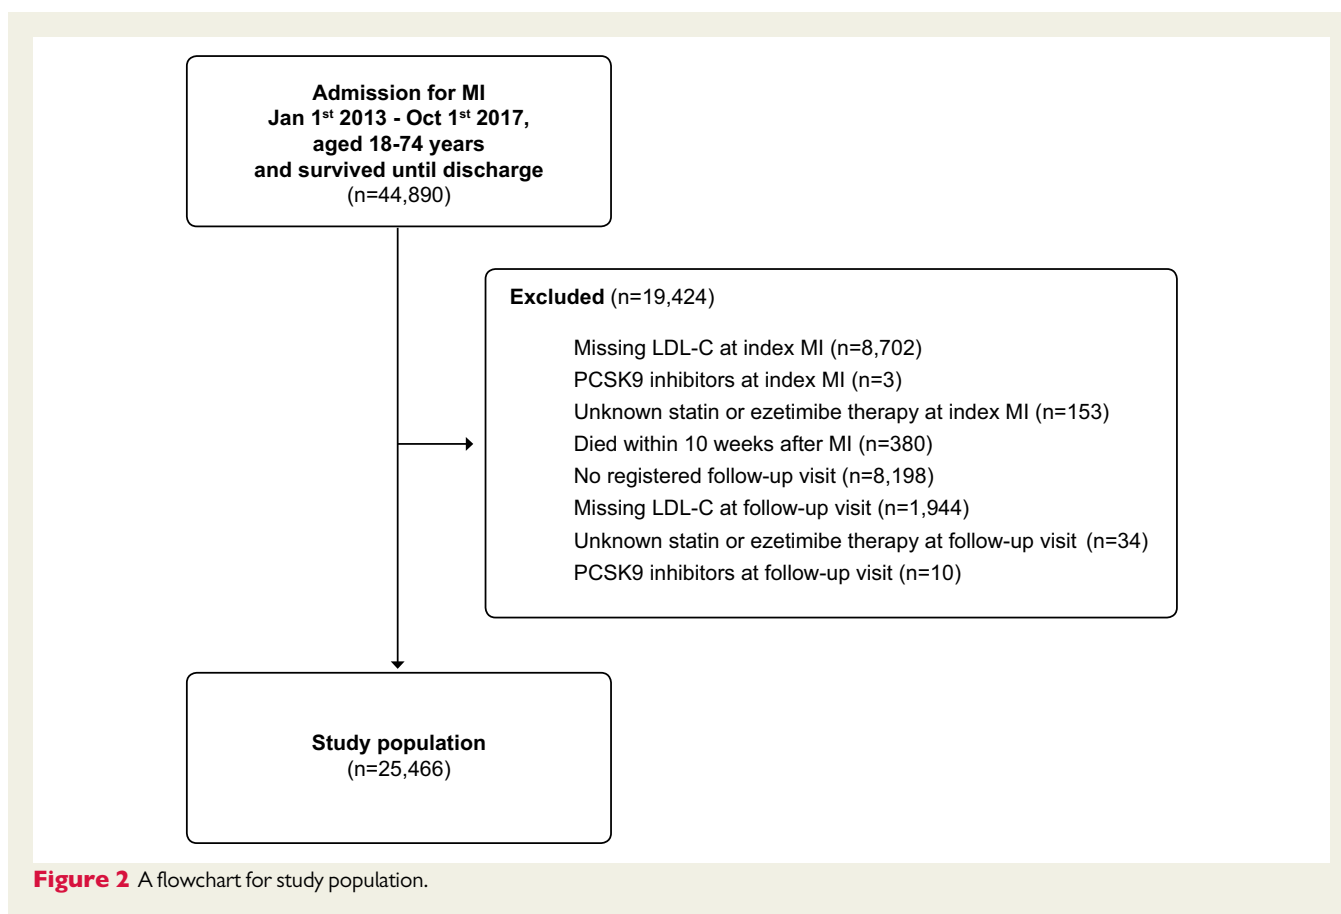 Admission for MI
Jan 1st 2013 - Oct 1st 2017,
aged 18-74 years
and survived until discharge
(n=44,890)
Excluded (n=19,424)
Missing LDL-C at index MI (n=8,702)
PCSK9 inhibitors at index MI (n=3)
Unknown statin or ezetimibe therapy at index MI (n=153)
Died within 10 weeks after MI (n=380)
No registered follow-up visit (n=8,198)
Missing LDL-C at follow-up visit (n=1,944)
Unknown statin or ezetimibe therapy at follow-up visit (n=34)
PCSK9 inhibitors at follow-up visit (n=10)
Study population
(n=25,466)
Figure 2 A flowchart for study population.